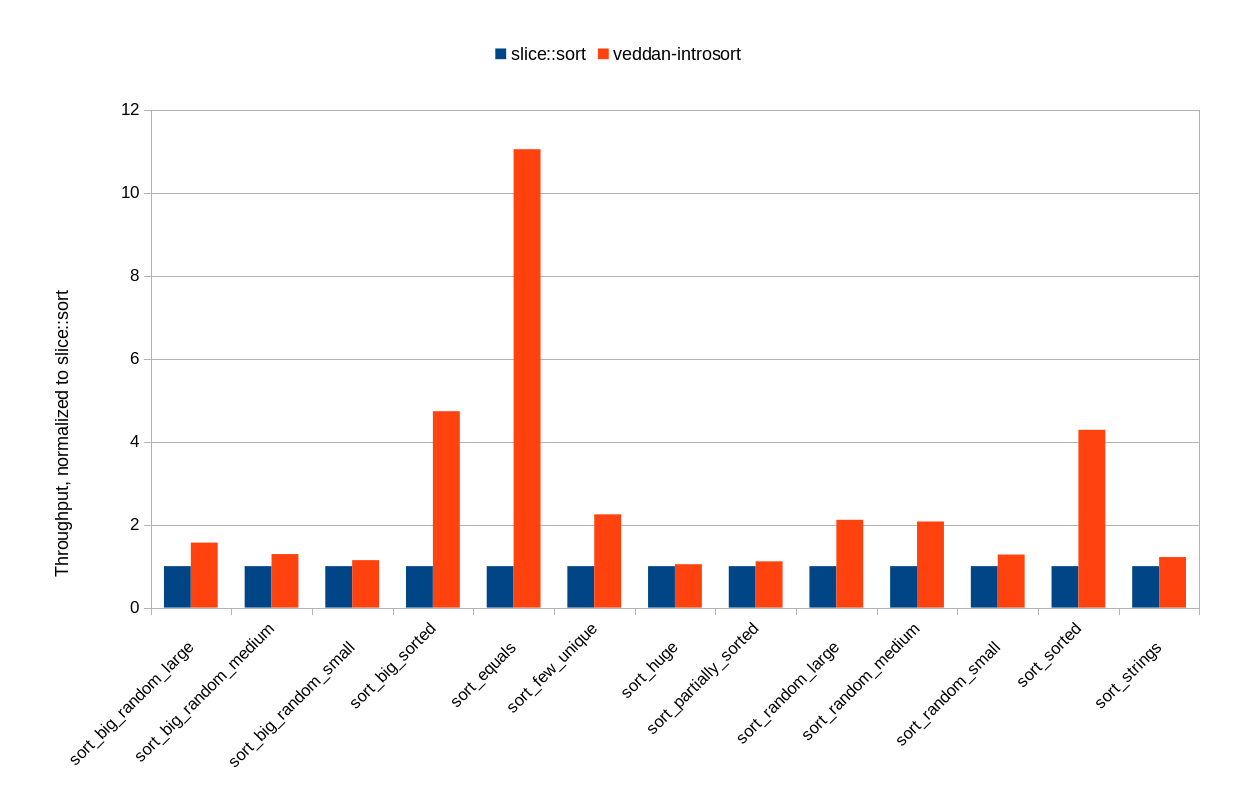 slice::sort veddan-introsort
Throughput, normalized to slice::sort
12
10
8
6
4
2
0
sort_big_random_large
sort_big_random_medium
sort_big_random_small
sort_big_sorted
sort_equals
sort_few_unique
sort_huge
sort_partially_sorted
sort_random_large
sort_random_medium
sort_random_small
sort_sorted
sort_strings